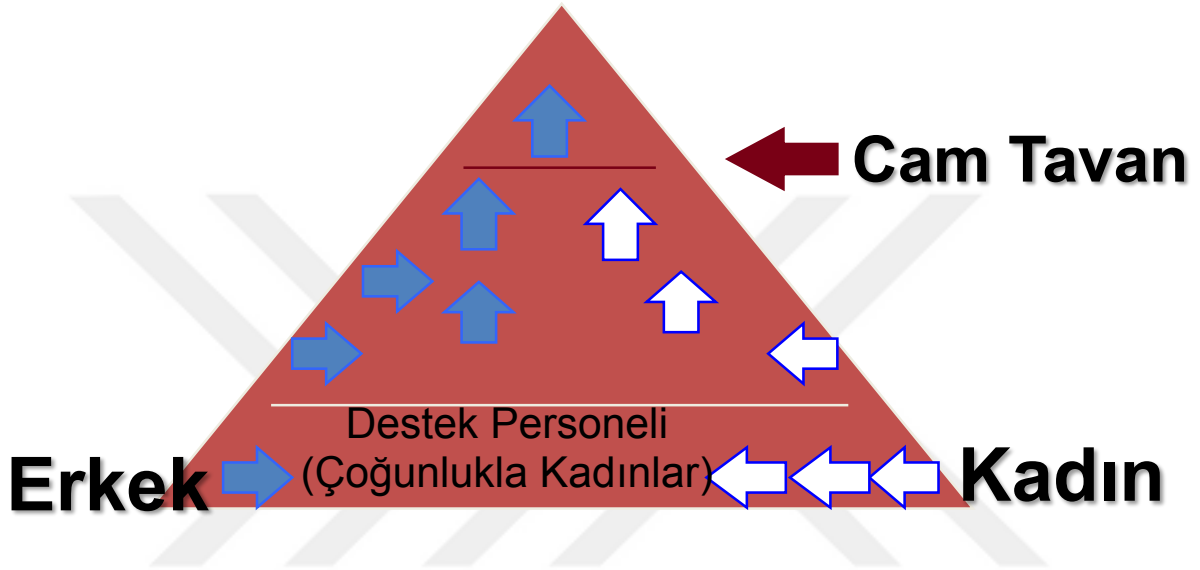 Cam Tavan
Destek Personeli
(Çoğunlukla Kadınlar)
Erkek
Kadın